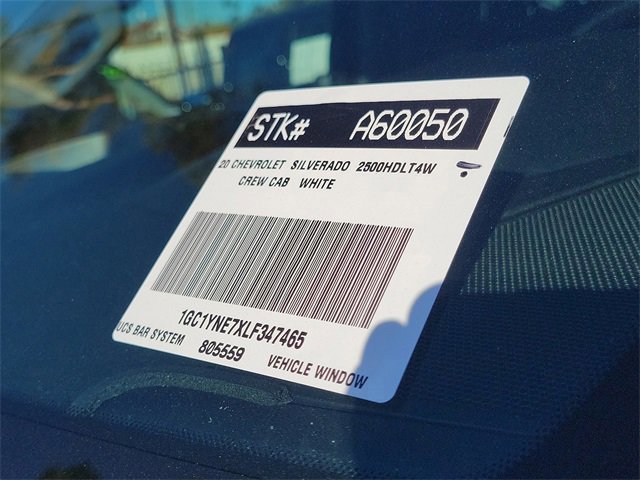 STK# A60050
20 CHEVROLET SILVERADO 2500HDLT4W
CREW CAB WHITE
1GC1YNE7XLF347465
UCS BAR SYSTEM 805559 VEHICLE WINDOW